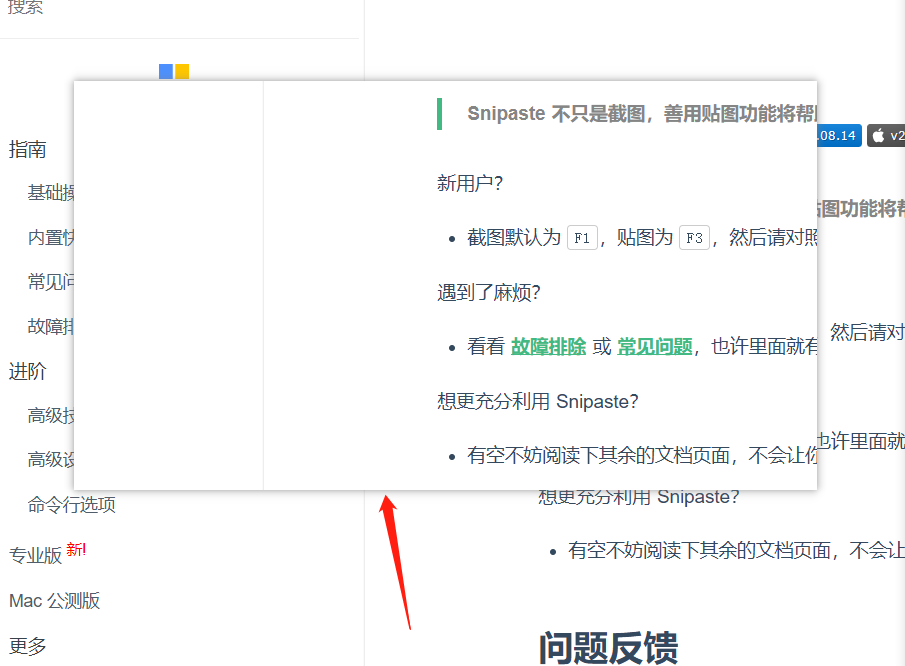 搜索
指南
基础操
内置快
常见问
故障排
进阶
高级技
高级设
命令行选项
专业版 新!
Mac 公测版
更多
Snipaste 不只是截图，善用贴图功能将帮
新用户?
截图默认为 F1，贴图为 F3，然后请对照
遇到了麻烦?
看看 故障排除 或 常见问题，也许里面就有
想更充分利用 Snipaste?
有空不妨阅读下其余的文档页面，不会让你
.08.14
v2
贴图功能将帮
然后请对
也许里面就
想更充分利用 Snipaste?
有空不妨阅读下其余的文档页面，不会让
问题反馈